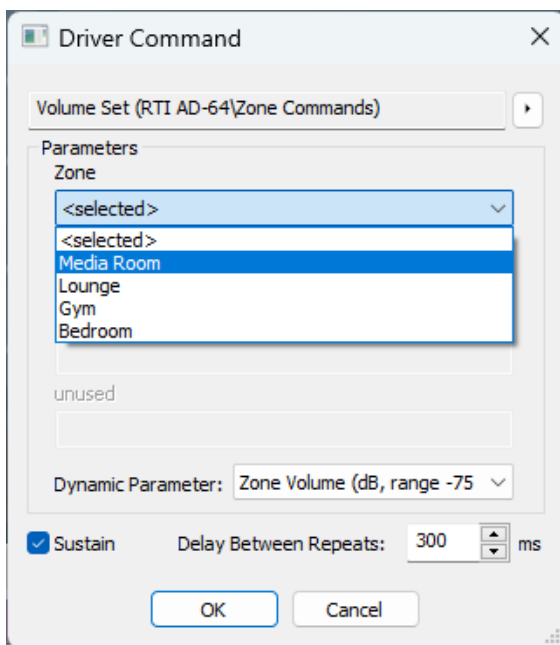 Driver Command
Volume Set (RTI AD-64\Zone Commands)
Parameters
Zone
<selected>
<selected>
Media Room
Lounge
Gym
Bedroom
unused
Dynamic Parameter: Zone Volume (dB, range -75
Sustain Delay Between Repeats: 300 ms
OK Cancel